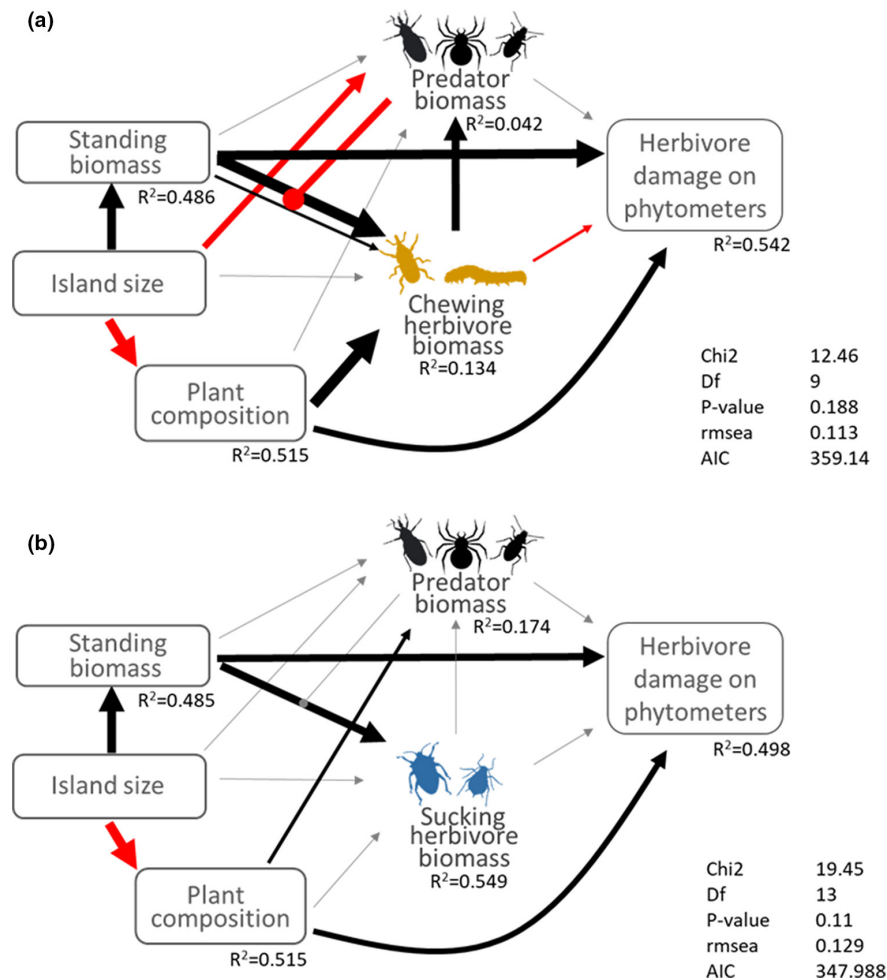 (a)
Predator
biomass
R²=0.042
Standing
biomass
R²=0.486
Herbivore
damage on
phytometers
R²=0.542
Island size
Chewing
herbivore
biomass
R²=0.134
Plant
composition
R²=0.515
Chi2 12.46
Df 9
P-value 0.188
rmsea 0.113
AIC 359.14
(b)
Predator
biomass
R²=0.174
Standing
biomass
R²=0.485
Herbivore
damage on
phytometers
R²=0.498
Island size
Sucking
herbivore
biomass
R²=0.549
Plant
composition
R²=0.515
Chi2 19.45
Df 13
P-value 0.11
rmsea 0.129
AIC 347.988